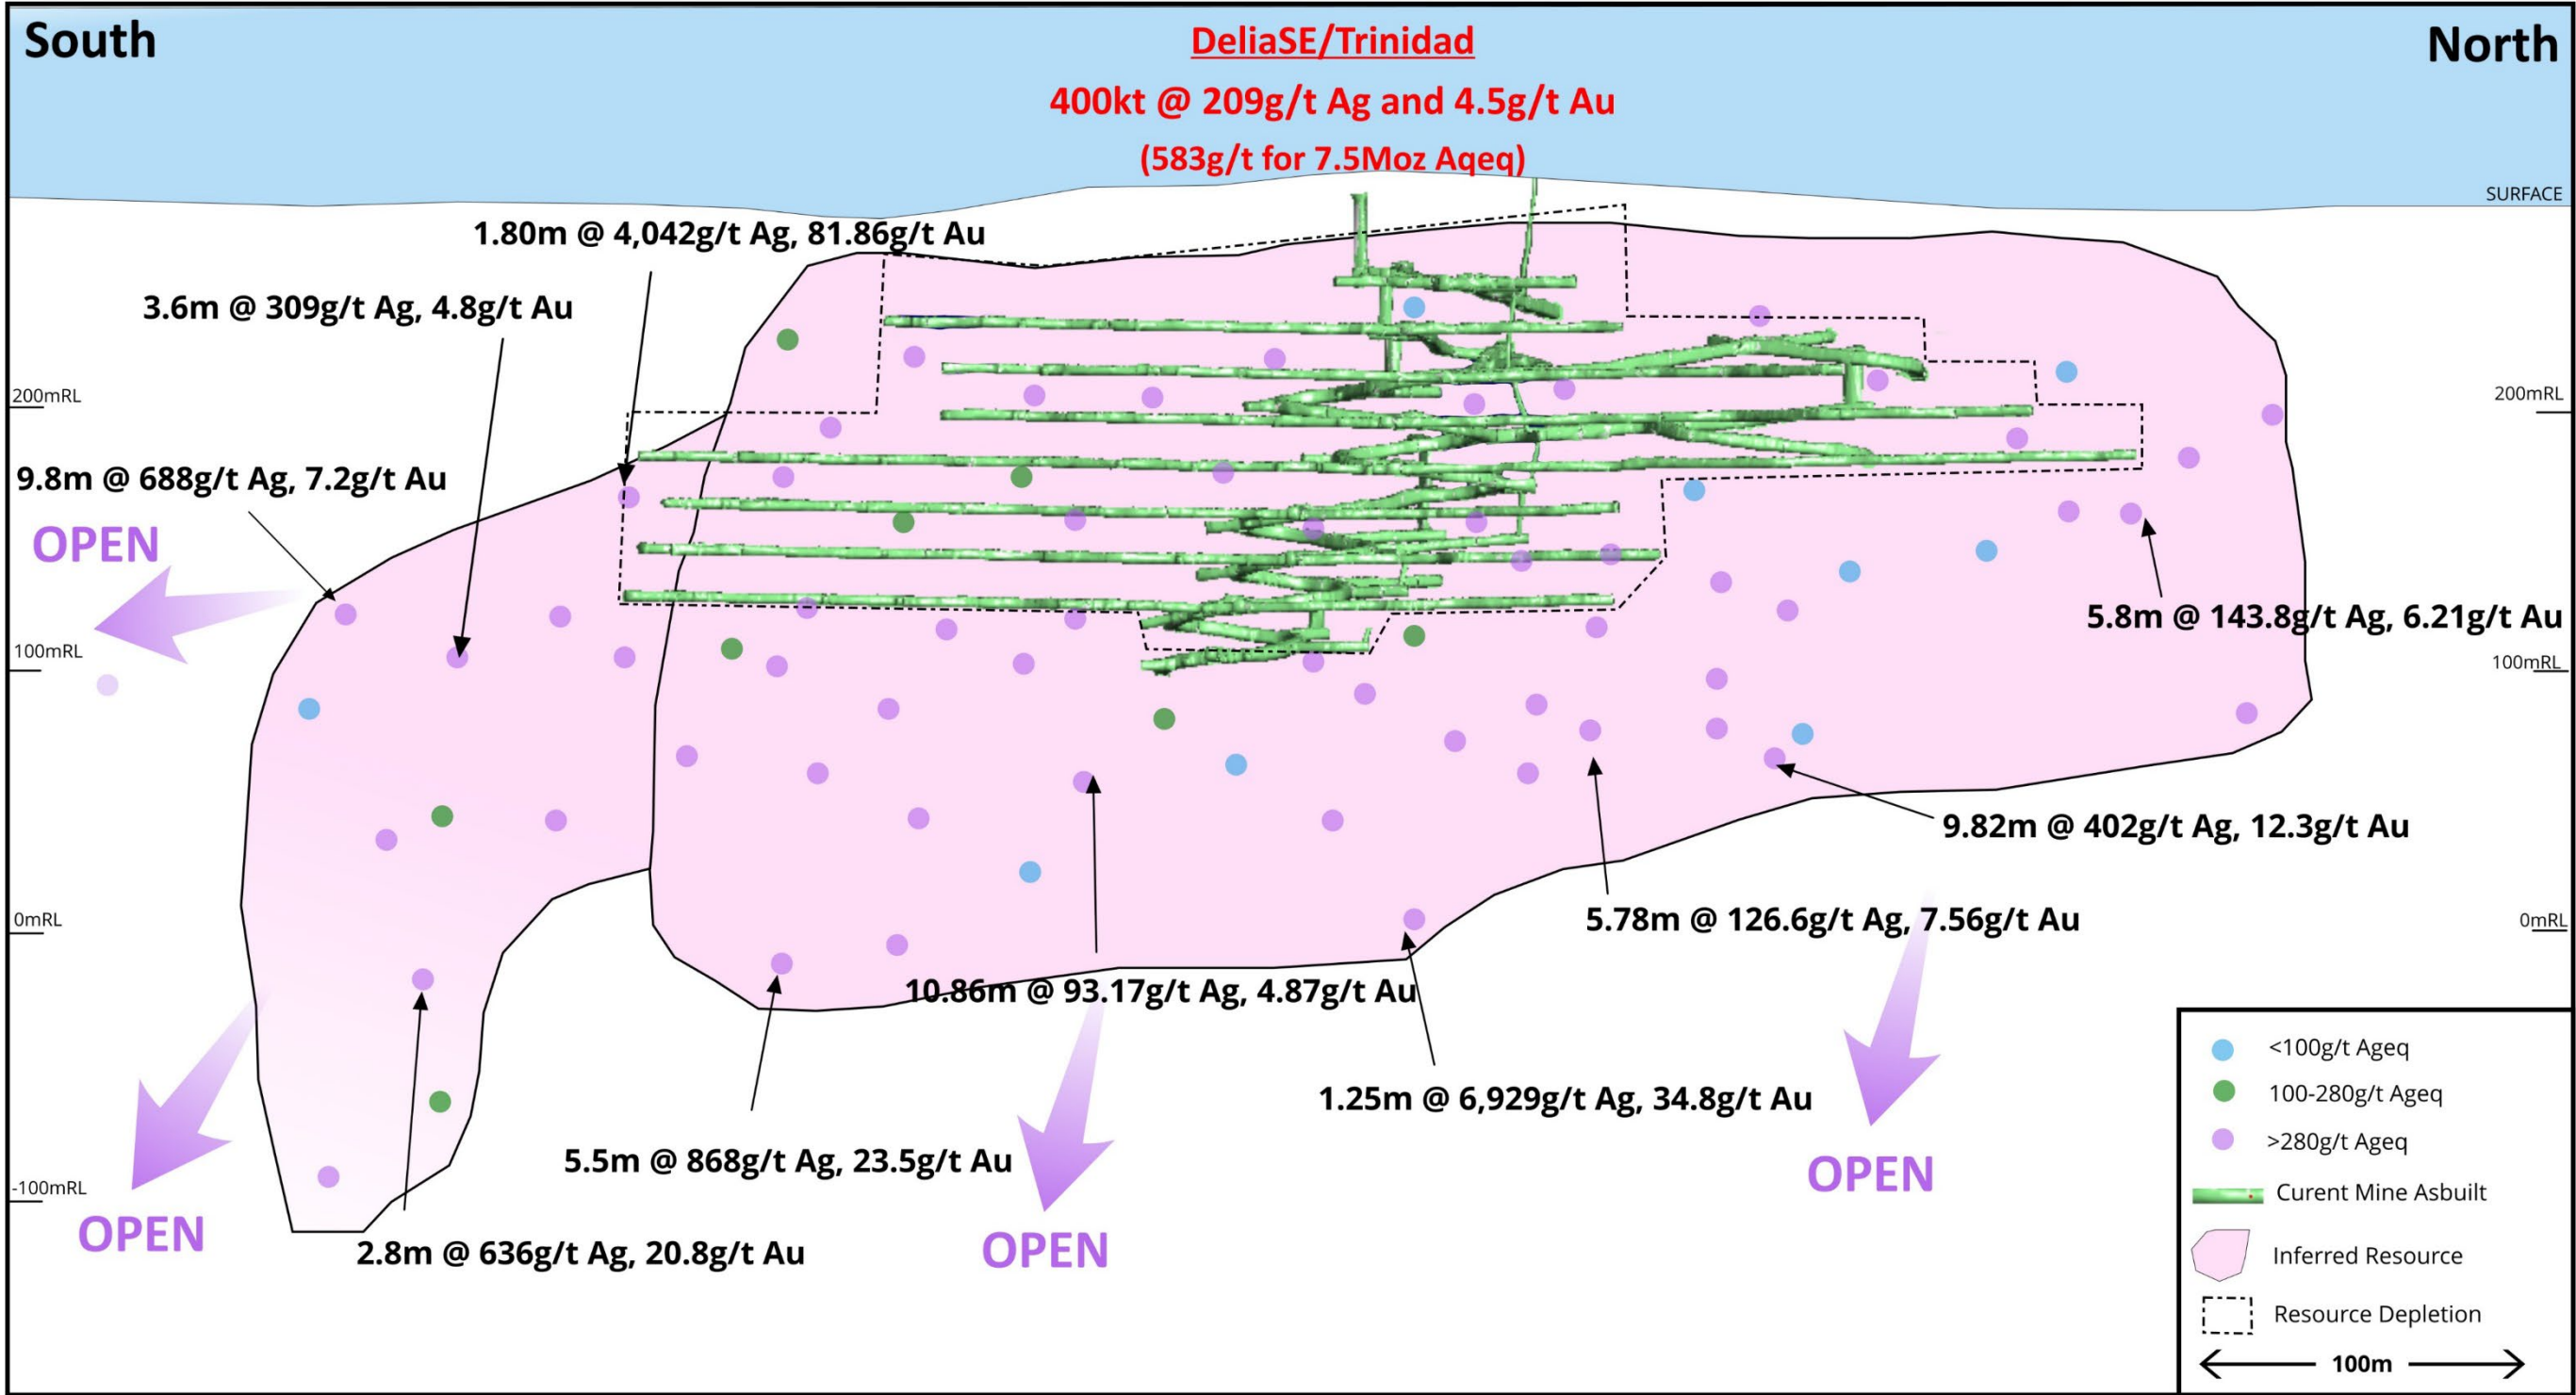 South
North
DeliaSE/Trinidad
400kt @ 209g/t Ag and 4.5g/t Au
(583g/t for 7.5Moz Aqeq)
SURFACE
1.80m @ 4,042g/t Ag, 81.86g/t Au
3.6m @ 309g/t Ag, 4.8g/t Au
200mRL
200mRL
9.8m @ 688g/t Ag, 7.2g/t Au
OPEN
5.8m @ 143.8g/t Ag, 6.21g/t Au
100mRL
100mRL
9.82m @ 402g/t Ag, 12.3g/t Au
0mRL
5.78m @ 126.6g/t Ag, 7.56g/t Au
0mRL
10.86m @ 93.17g/t Ag, 4.87g/t Au
1.25m @ 6,929g/t Ag, 34.8g/t Au
5.5m @ 868g/t Ag, 23.5g/t Au
OPEN
-100mRL
OPEN
2.8m @ 636g/t Ag, 20.8g/t Au
OPEN
<100g/t Ageq
100-280g/t Ageq
>280g/t Ageq
Curent Mine Asbuilt
Inferred Resource
Resource Depletion
100m